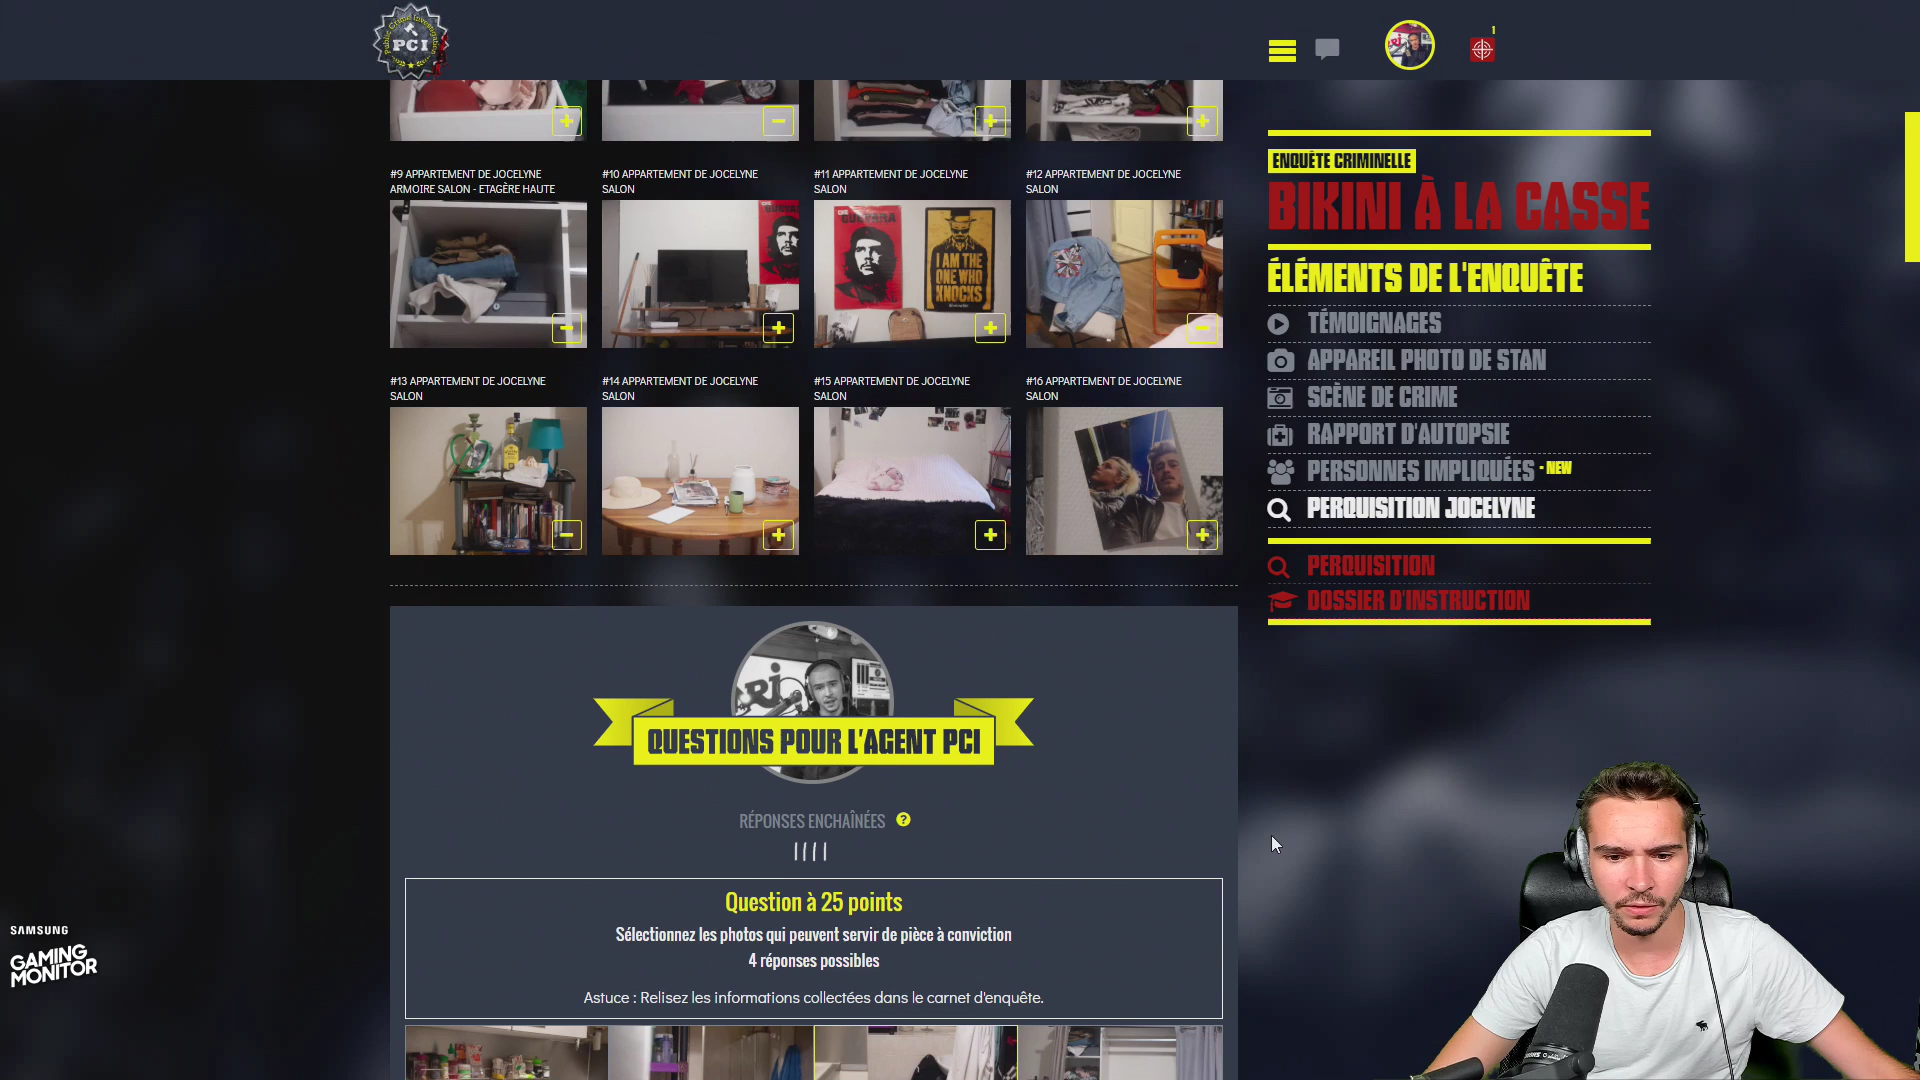 Public Crime Investigation
PCI
1
#9 APPARTEMENT DE JOCELYNE
ARMOIRE SALON - ETAGÈRE HAUTE
#10 APPARTEMENT DE JOCELYNE
SALON
#11 APPARTEMENT DE JOCELYNE
SALON
#12 APPARTEMENT DE JOCELYNE
SALON
GUEVARA
I AM THE
ONE WHO
KNOCKS
#13 APPARTEMENT DE JOCELYNE
SALON
#14 APPARTEMENT DE JOCELYNE
SALON
#15 APPARTEMENT DE JOCELYNE
SALON
#16 APPARTEMENT DE JOCELYNE
SALON
QUESTIONS POUR L'AGENT PCI
RÉPONSES ENCHAÎNÉES ?
Question à 25 points
Sélectionnez les photos qui peuvent servir de pièce à conviction
4 réponses possibles
Astuce : Relisez les informations collectées dans le carnet d'enquête.
ENQUÊTE CRIMINELLE
BIKINI À LA CASSE
ÉLÉMENTS DE L'ENQUÊTE
TÉMOIGNAGES
APPAREIL PHOTO DE STAN
SCÈNE DE CRIME
RAPPORT D'AUTOPSIE
PERSONNES IMPLIQUÉES - NEW
PERQUISITION JOCELYNE
PERQUISITION
DOSSIER D'INSTRUCTION
SAMSUNG
GAMING
MONITOR